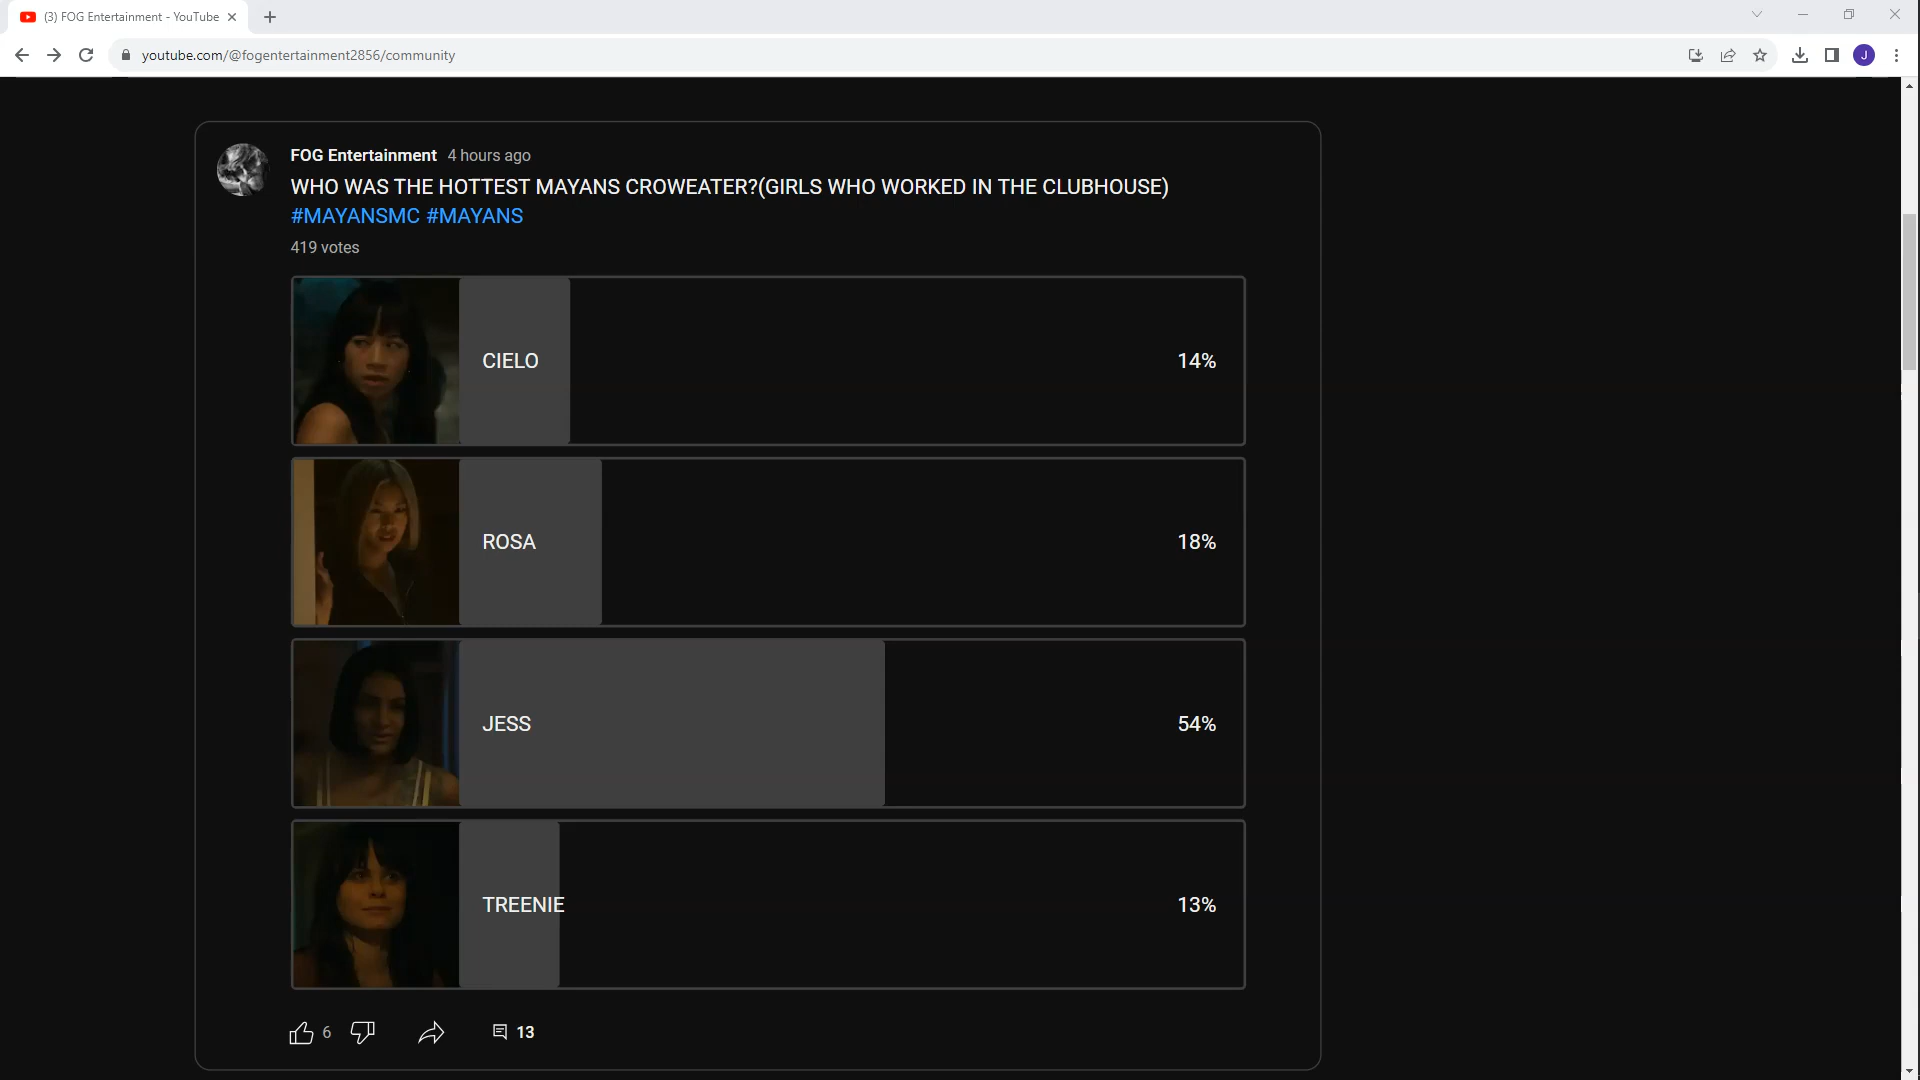 (3) FOG Entertainment - YouTube
youtube.com/@fogentertainment2856/community
J
FOG Entertainment 4 hours ago
WHO WAS THE HOTTEST MAYANS CROWEATER?(GIRLS WHO WORKED IN THE CLUBHOUSE)
#MAYANSMC #MAYANS
419 votes
CIELO 14%
ROSA 18%
JESS 54%
TREENIE 13%
6 13